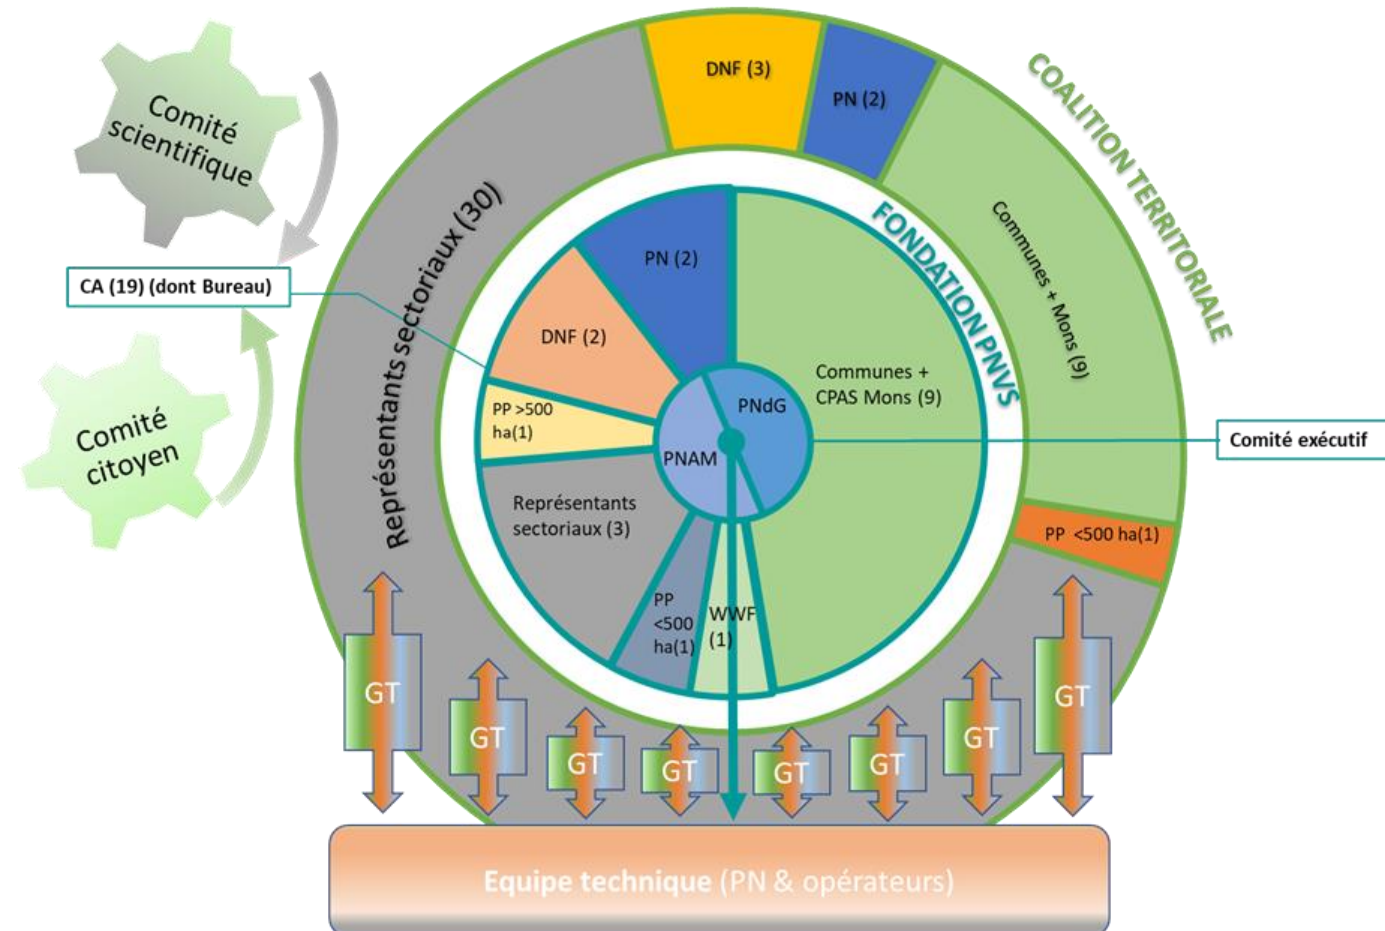 Comité
scientifique
DNF (3)
PN (2)
COALITION TERRITORIALE
Communes + Mons (9)
PP <500 ha(1)
Représentants sectoriaux (30)
CA (19) (dont Bureau)
Comité
citoyen
FONDATION PNVS
PN (2)
DNF (2)
PP >500
ha(1)
Représentants
sectoriaux (3)
PP
<500
ha(1)
WWF
(1)
Communes +
CPAS Mons (9)
PNdG
PNAM
Comité exécutif
GT
GT
GT
GT
GT
GT
GT
GT
Equipe technique (PN & opérateurs)